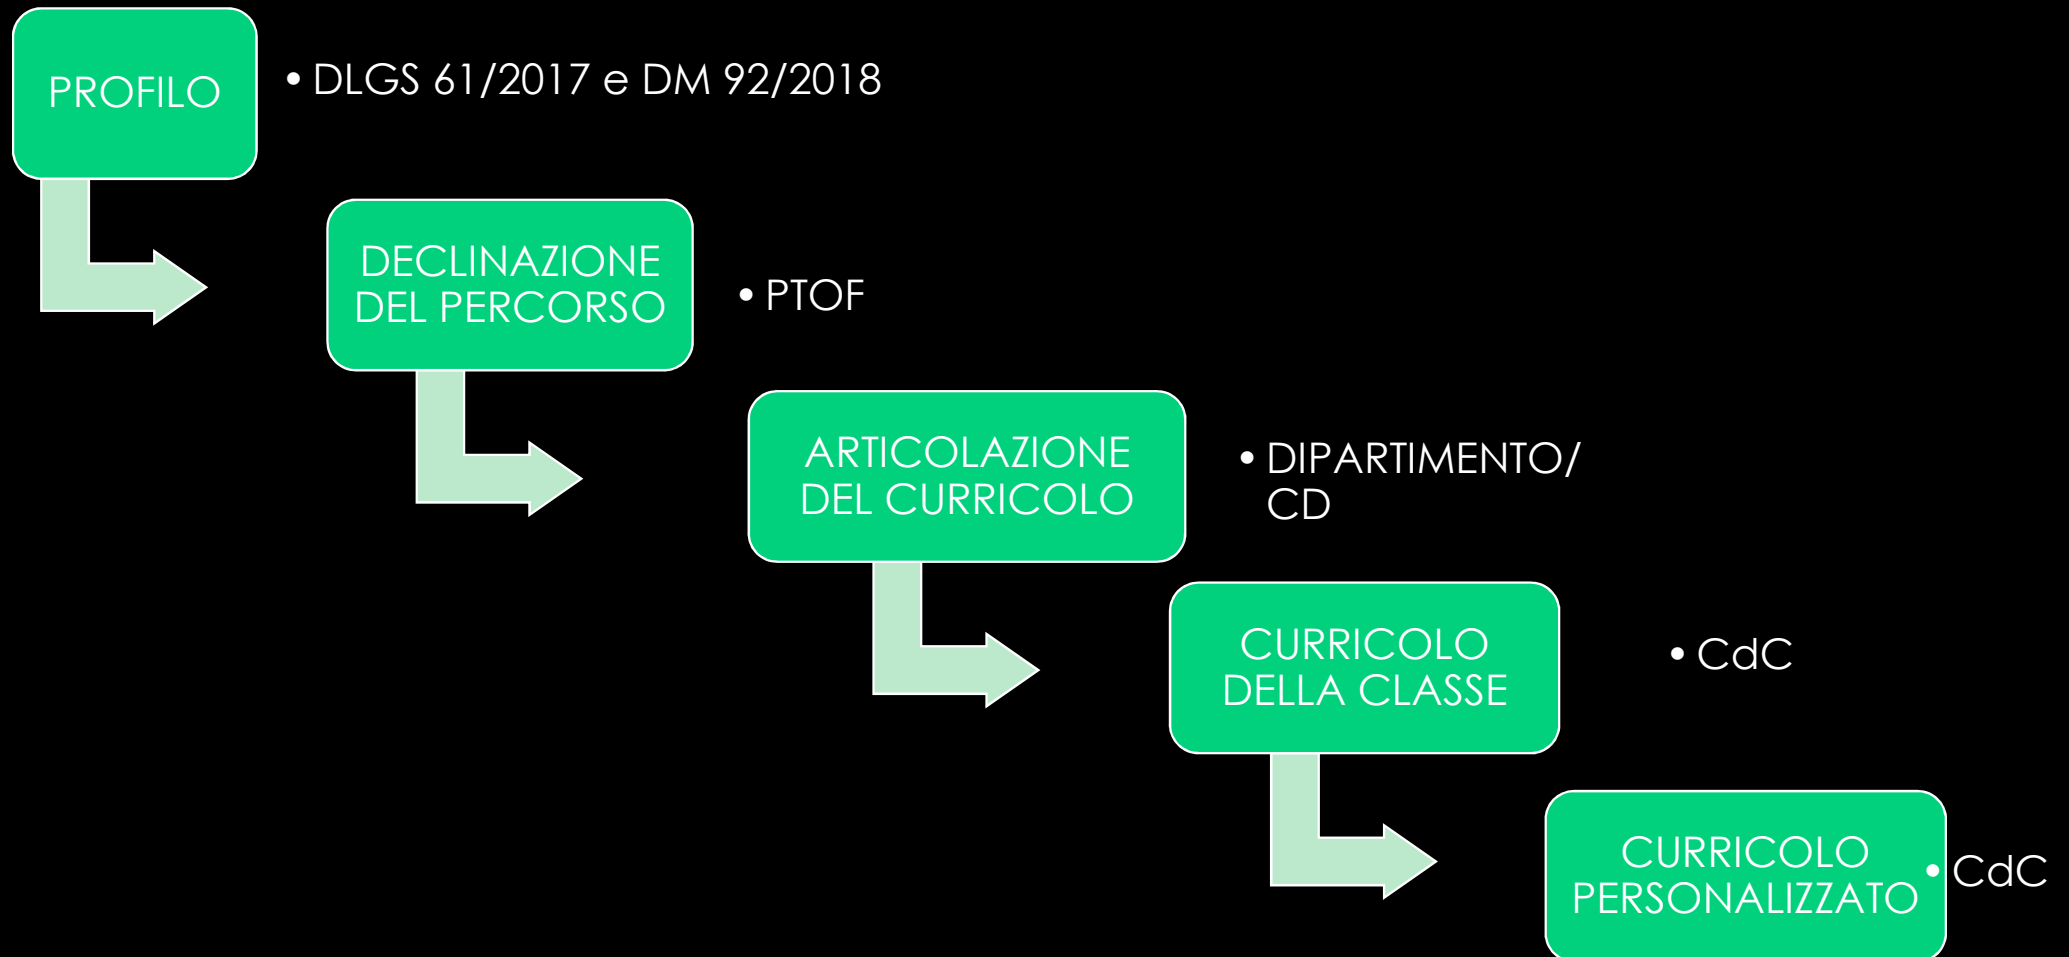 PROFILO
• DLGS 61/2017 e DM 92/2018
DECLINAZIONE
DEL PERCORSO
• PTOF
ARTICOLAZIONE
DEL CURRICOLO
• DIPARTIMENTO/
CD
CURRICOLO
DELLA CLASSE
• CdC
CURRICOLO
PERSONALIZZATO
• CdC